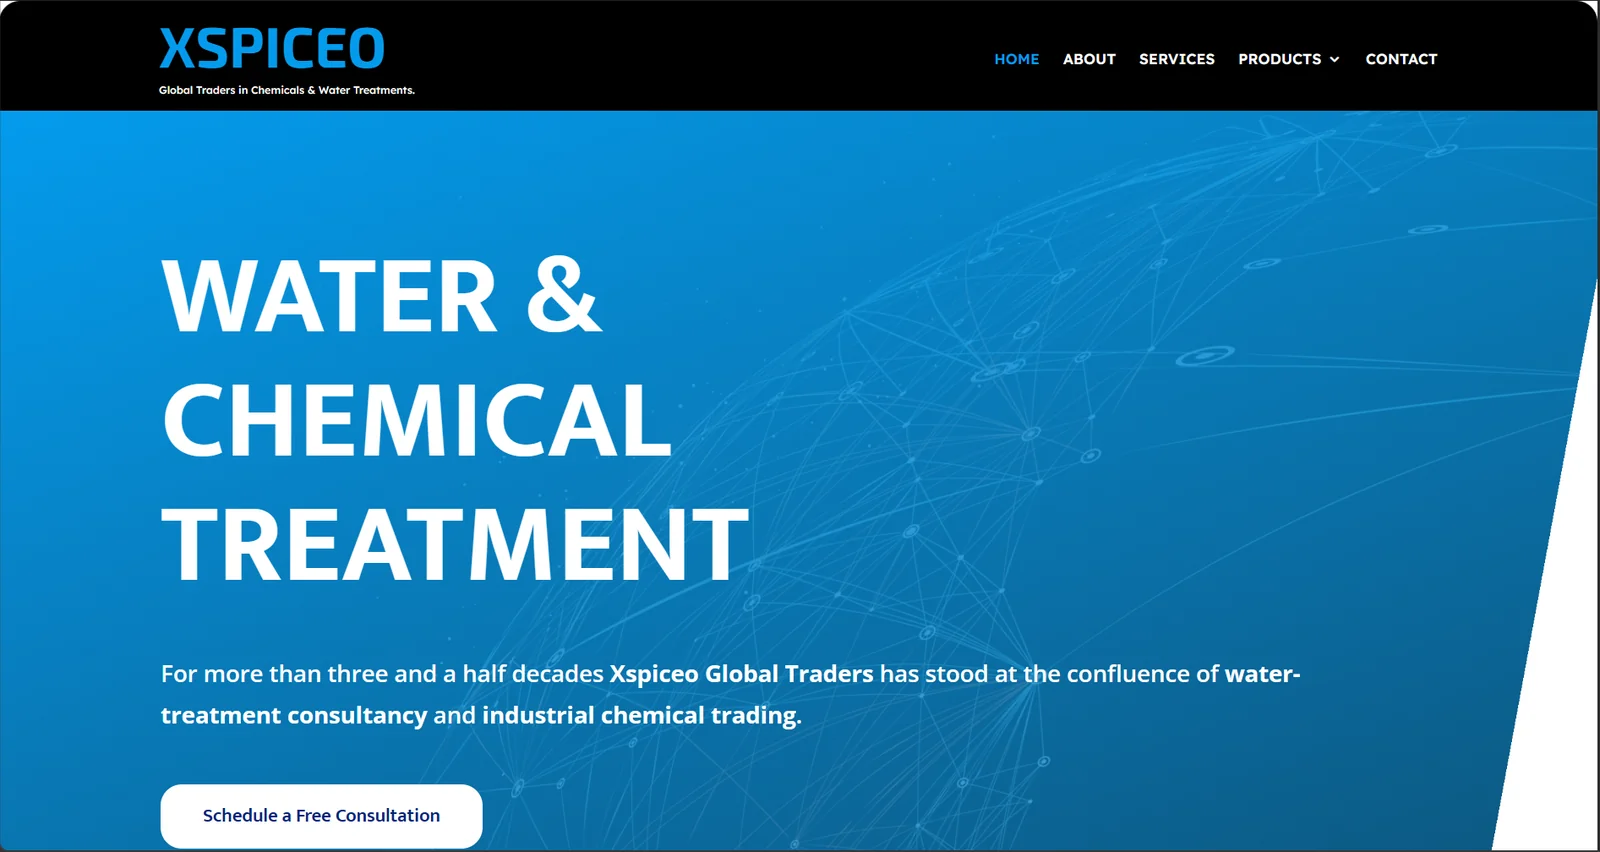 XSPICEO
Global Traders in Chemicals & Water Treatments.
HOME ABOUT SERVICES PRODUCTS CONTACT
WATER &
CHEMICAL
TREATMENT
For more than three and a half decades Xspiceo Global Traders has stood at the confluence of water-
treatment consultancy and industrial chemical trading.
Schedule a Free Consultation